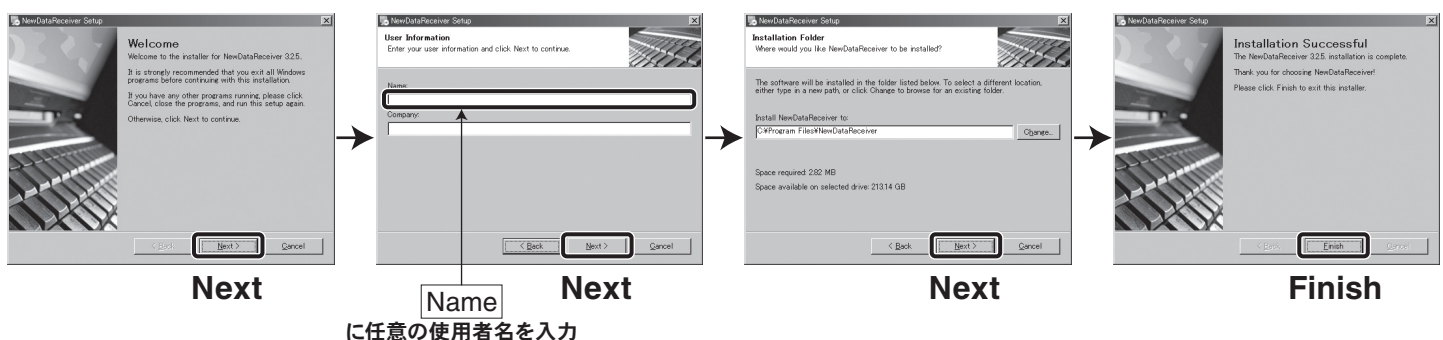 NewDataReceiver Setup
Welcome
Welcome to the installer for NewDataReceiver 3.2.5.
It is strongly recommended that you exit all Windows
programs before continuing with this installation.
If you have any other programs running, please click
Cancel, close the programs, and run this setup again.
Otherwise, click Next to continue.
< Back
Next >
Cancel
Next
NewDataReceiver Setup
User Information
Enter your user information and click Next to continue.
Name:
Company:
< Back
Next >
Cancel
Name
に任意の使用者名を入力
Next
NewDataReceiver Setup
Installation Folder
Where would you like NewDataReceiver to be installed?
The software will be installed in the folder listed below. To select a different location,
either type in a new path, or click Change to browse for an existing folder.
Install NewDataReceiver to:
C:¥Program Files¥NewDataReceiver
Change...
Space required: 2.82 MB
Space available on selected drive: 213.14 GB
< Back
Next >
Cancel
Next
NewDataReceiver Setup
Installation Successful
The NewDataReceiver 3.2.5. installation is complete.
Thank you for choosing NewDataReceiver!
Please click Finish to exit this installer.
< Back
Finish
Cancel
Finish